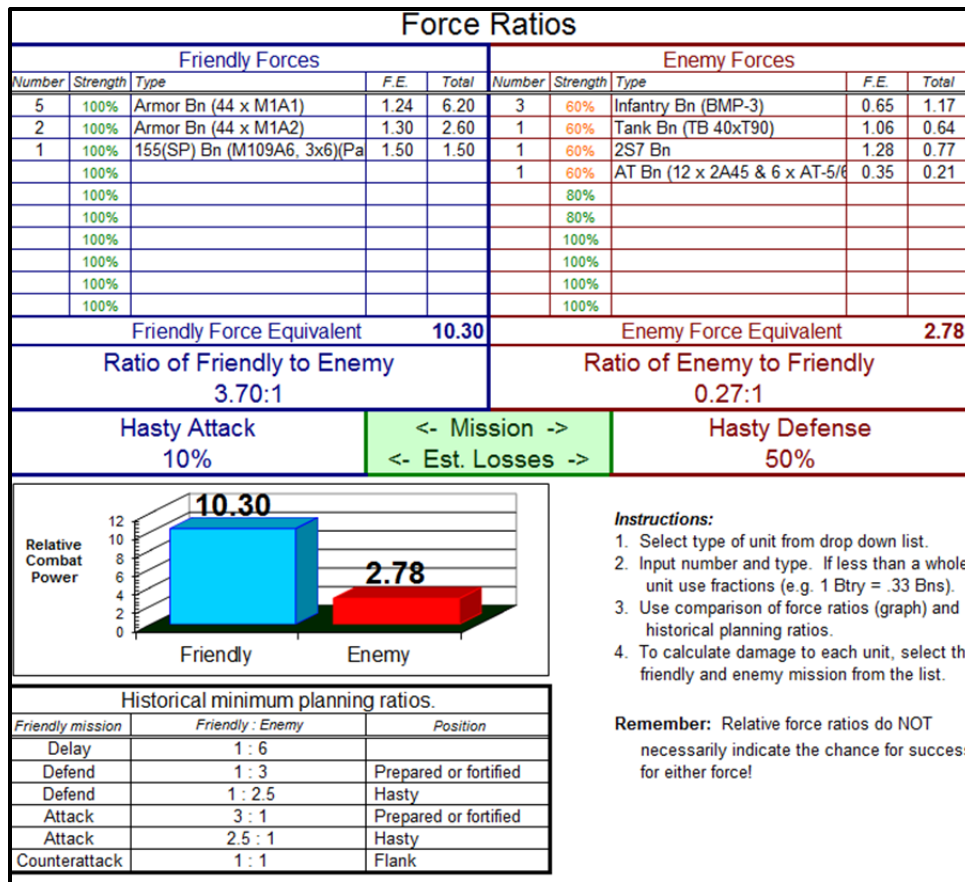 Force Ratios
Friendly Forces
Number Strength Type F.E. Total
5 100% Armor Bn (44 x M1A1) 1.24 6.20
2 100% Armor Bn (44 x M1A2) 1.30 2.60
1 100% 155(SP) Bn (M109A6, 3x6)(Pa 1.50 1.50
100%
100%
100%
100%
100%
100%
100%
Friendly Force Equivalent 10.30
Ratio of Friendly to Enemy
3.70:1
Enemy Forces
Number Strength Type F.E. Total
3 60% Infantry Bn (BMP-3) 0.65 1.17
1 60% Tank Bn (TB 40xT90) 1.06 0.64
1 60% 2S7 Bn 1.28 0.77
1 60% AT Bn (12 x 2A45 & 6 x AT-5/6 0.35 0.21
80%
80%
100%
100%
100%
100%
Enemy Force Equivalent 2.78
Ratio of Enemy to Friendly
0.27:1
Hasty Attack <- Mission -> Hasty Defense
10% <- Est. Losses -> 50%
Relative
Combat
Power
12
10
8
6
4
2
0
10.30
2.78
Friendly Enemy
Instructions:
1. Select type of unit from drop down list.
2. Input number and type. If less than a whole
unit use fractions (e.g. 1 Btry = .33 Bns).
3. Use comparison of force ratios (graph) and
historical planning ratios.
4. To calculate damage to each unit, select th
friendly and enemy mission from the list.
Remember: Relative force ratios do NOT
necessarily indicate the chance for success
for either force!
Historical minimum planning ratios.
Friendly mission Friendly : Enemy Position
Delay 1 : 6
Defend 1 : 3 Prepared or fortified
Defend 1 : 2.5 Hasty
Attack 3 : 1 Prepared or fortified
Attack 2.5 : 1 Hasty
Counterattack 1 : 1 Flank